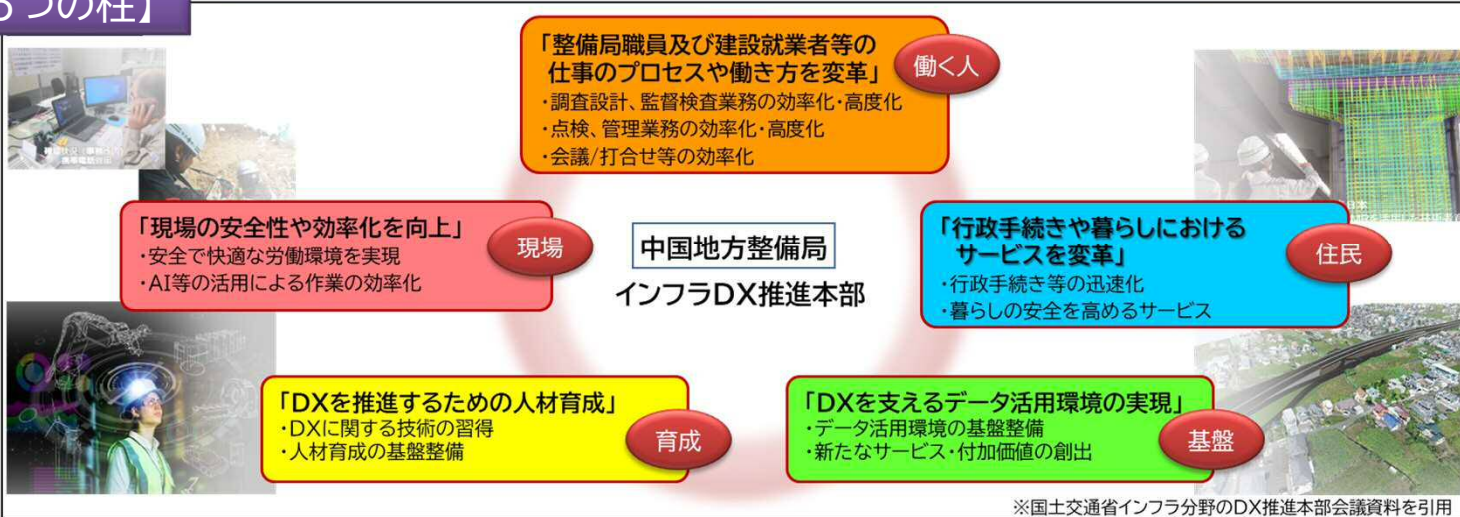 つの柱】
「整備局職員及び建設就業者等の
仕事のプロセスや働き方を変革」
・調査設計、監督検査業務の効率化・高度化
・点検、管理業務の効率化・高度化
・会議/打合せ等の効率化
働く人
「現場の安全性や効率化を向上」
・安全で快適な労働環境を実現
・AI等の活用による作業の効率化
現場
中国地方整備局
インフラDX推進本部
「行政手続きや暮らしにおける
サービスを変革」
・行政手続き等の迅速化
・暮らしの安全を高めるサービス
住民
「DXを推進するための人材育成」
・DXに関する技術の習得
・人材育成の基盤整備
育成
「DXを支えるデータ活用環境の実現」
・データ活用環境の基盤整備
・新たなサービス・付加価値の創出
基盤
※国土交通省インフラ分野のDX推進本部会議資料を引用